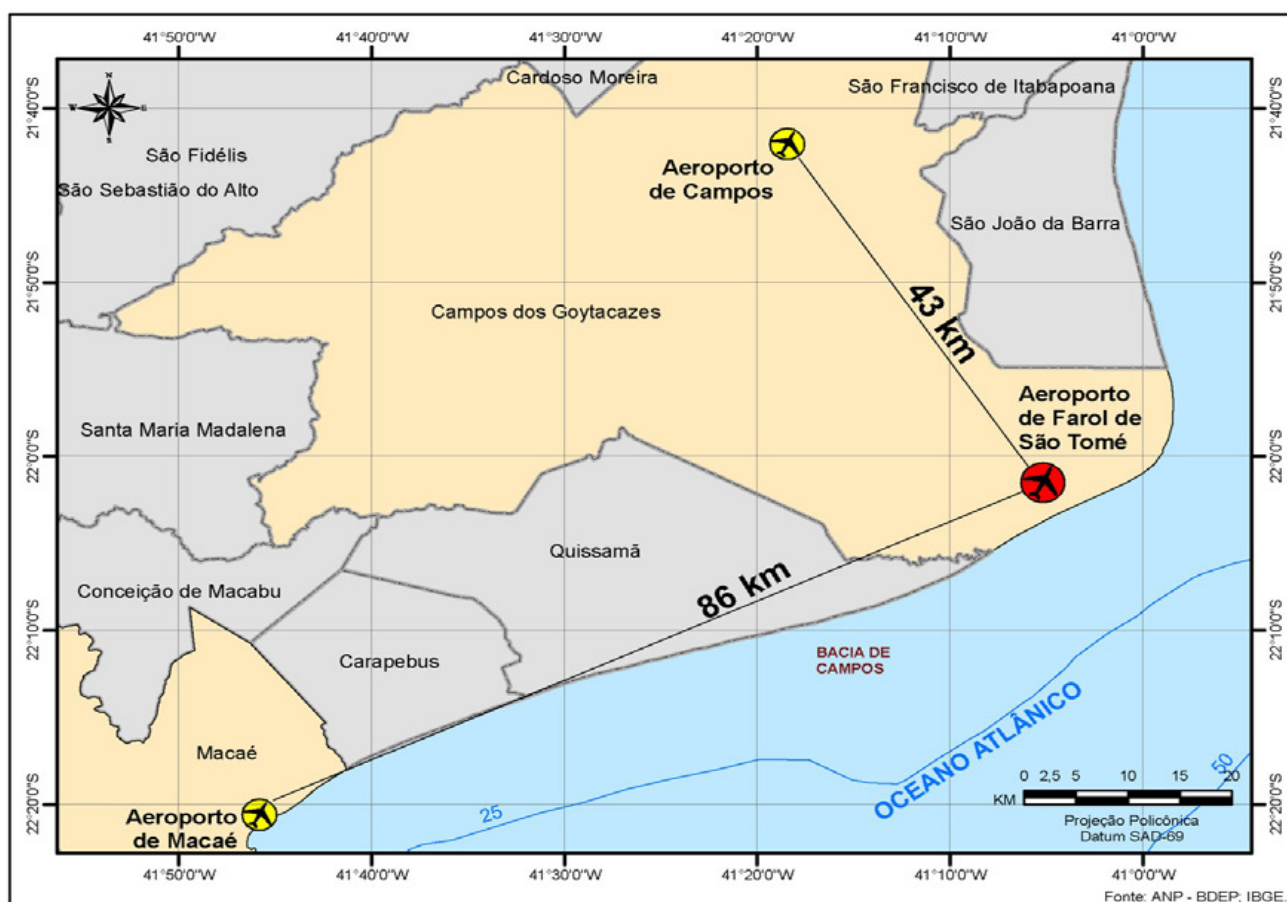 41°50'0"W
41°40'0"W
41°30'0"W
41°20'0"W
41°10'0"W
41°0'0"W
N
W
E
S
21°40'0"S
21°40'0"S
Cardoso Moreira
São Francisco de Itabapoana
São Fidélis
São Sebastião do Alto
Aeroporto
de Campos
São João da Barra
21°50'0"S
21°50'0"S
Campos dos Goytacazes
43 km
Santa Maria Madalena
Aeroporto
de Farol de
São Tomé
22°0'0"S
22°0'0"S
Quissamã
Conceição de Macabu
86 km
22°10'0"S
22°10'0"S
Carapebus
BACIA DE
CAMPOS
OCEANO ATLÂNICO
Macaé
50
25
22°20'0"S
22°20'0"S
Aeroporto
de Macaé
0 2,5 5 10 15 20
KM
Projeção Policônica
Datum SAD-69
41°50'0"W
41°40'0"W
41°30'0"W
41°20'0"W
41°10'0"W
41°0'0"W
Fonte: ANP - BDEP; IBGE.